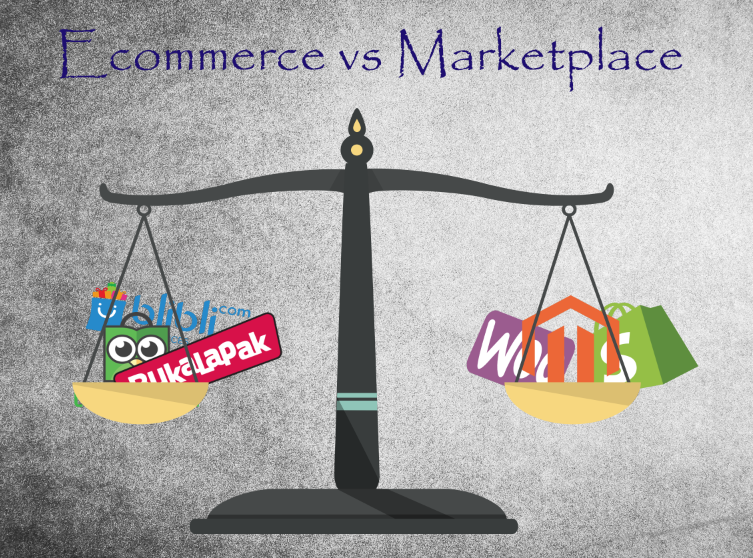 Ecommerce vs Marketplace
blibli.com
BUKALAPAK
Woo
S